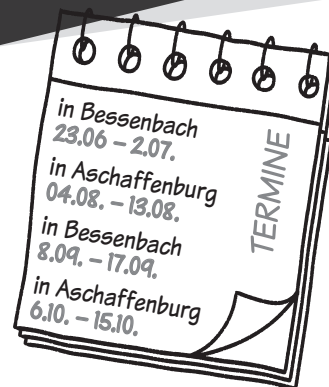 in Bessenbach
23.06 – 2.07.
in Aschaffenburg
04.08. – 13.08.
in Bessenbach
8.09. – 17.09.
in Aschaffenburg
6.10. – 15.10.
TERMINE